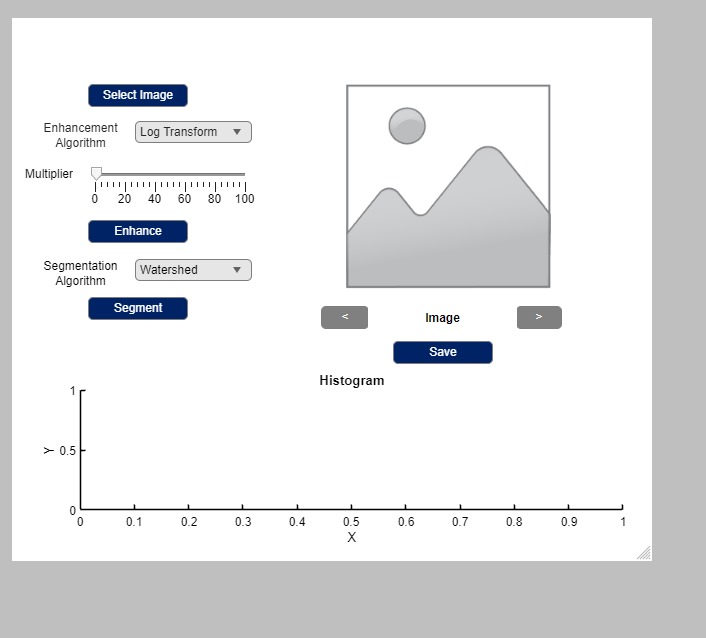 Select Image
Enhancement
Algorithm
Log Transform
Multiplier
0 20 40 60 80 100
Enhance
Segmentation
Algorithm
Watershed
Segment
< Image >
Save
Histogram
1
0.5
0
Y
0 0.1 0.2 0.3 0.4 0.5 0.6 0.7 0.8 0.9 1
X